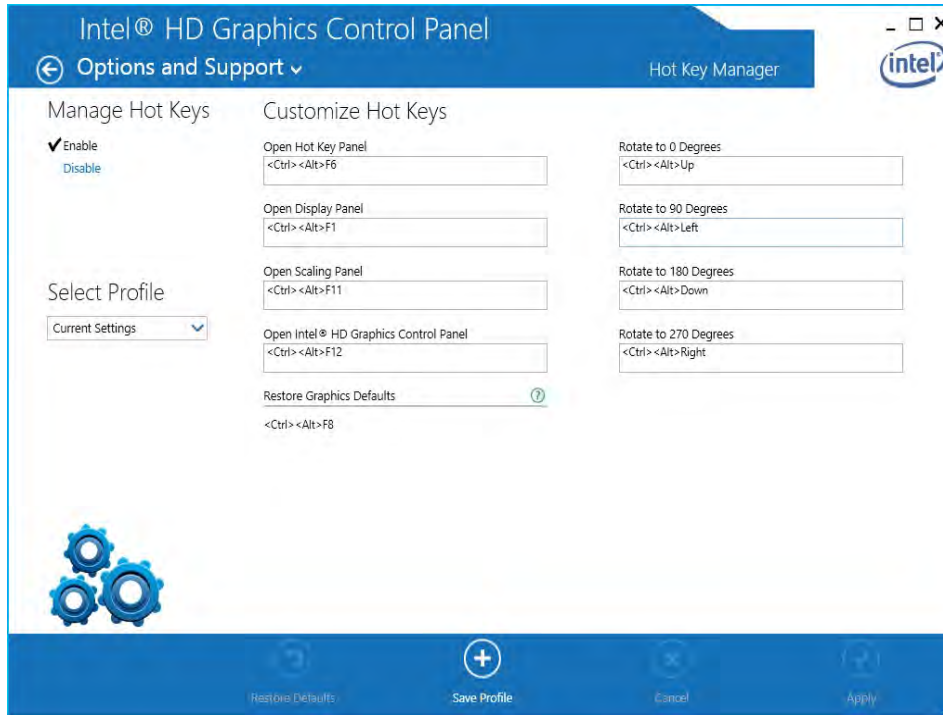 Intel® HD Graphics Control Panel
Options and Support
Hot Key Manager
intel
Manage Hot Keys
Enable
Disable
Select Profile
Current Settings
Customize Hot Keys
Open Hot Key Panel
<Ctrl><Alt>F6
Open Display Panel
<Ctrl><Alt>F1
Open Scaling Panel
<Ctrl><Alt>F11
Open Intel® HD Graphics Control Panel
<Ctrl><Alt>F12
Restore Graphics Defaults ?
<Ctrl><Alt>F8
Rotate to 0 Degrees
<Ctrl><Alt>Up
Rotate to 90 Degrees
<Ctrl><Alt>Left
Rotate to 180 Degrees
<Ctrl><Alt>Down
Rotate to 270 Degrees
<Ctrl><Alt>Right
Restore Defaults
Save Profile
Cancel
Apply